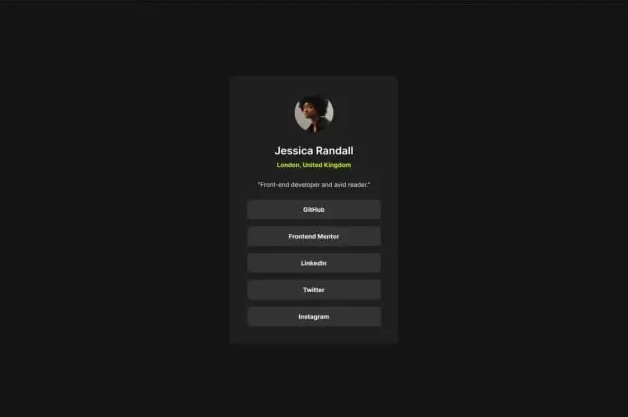 Jessica Randall
London, United Kingdom
"Front-end developer and avid reader."
GitHub
Frontend Mentor
LinkedIn
Twitter
Instagram